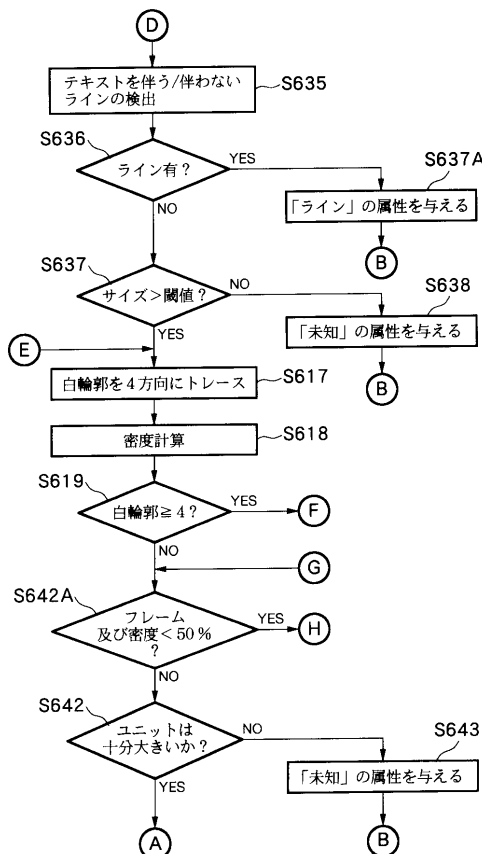 D
テキストを伴う/伴わない
ラインの検出
S635
S636
ライン有?
YES
S637A
「ライン」の属性を与える
B
NO
S637
サイズ>閾値?
NO
S638
「未知」の属性を与える
B
YES
E
白輪郭を4方向にトレース
S617
密度計算
S618
S619
白輪郭≧4?
YES
F
NO
G
S642A
フレーム
及び密度<50%
?
YES
H
NO
S642
ユニットは
十分大きいか?
NO
S643
「未知」の属性を与える
B
YES
A